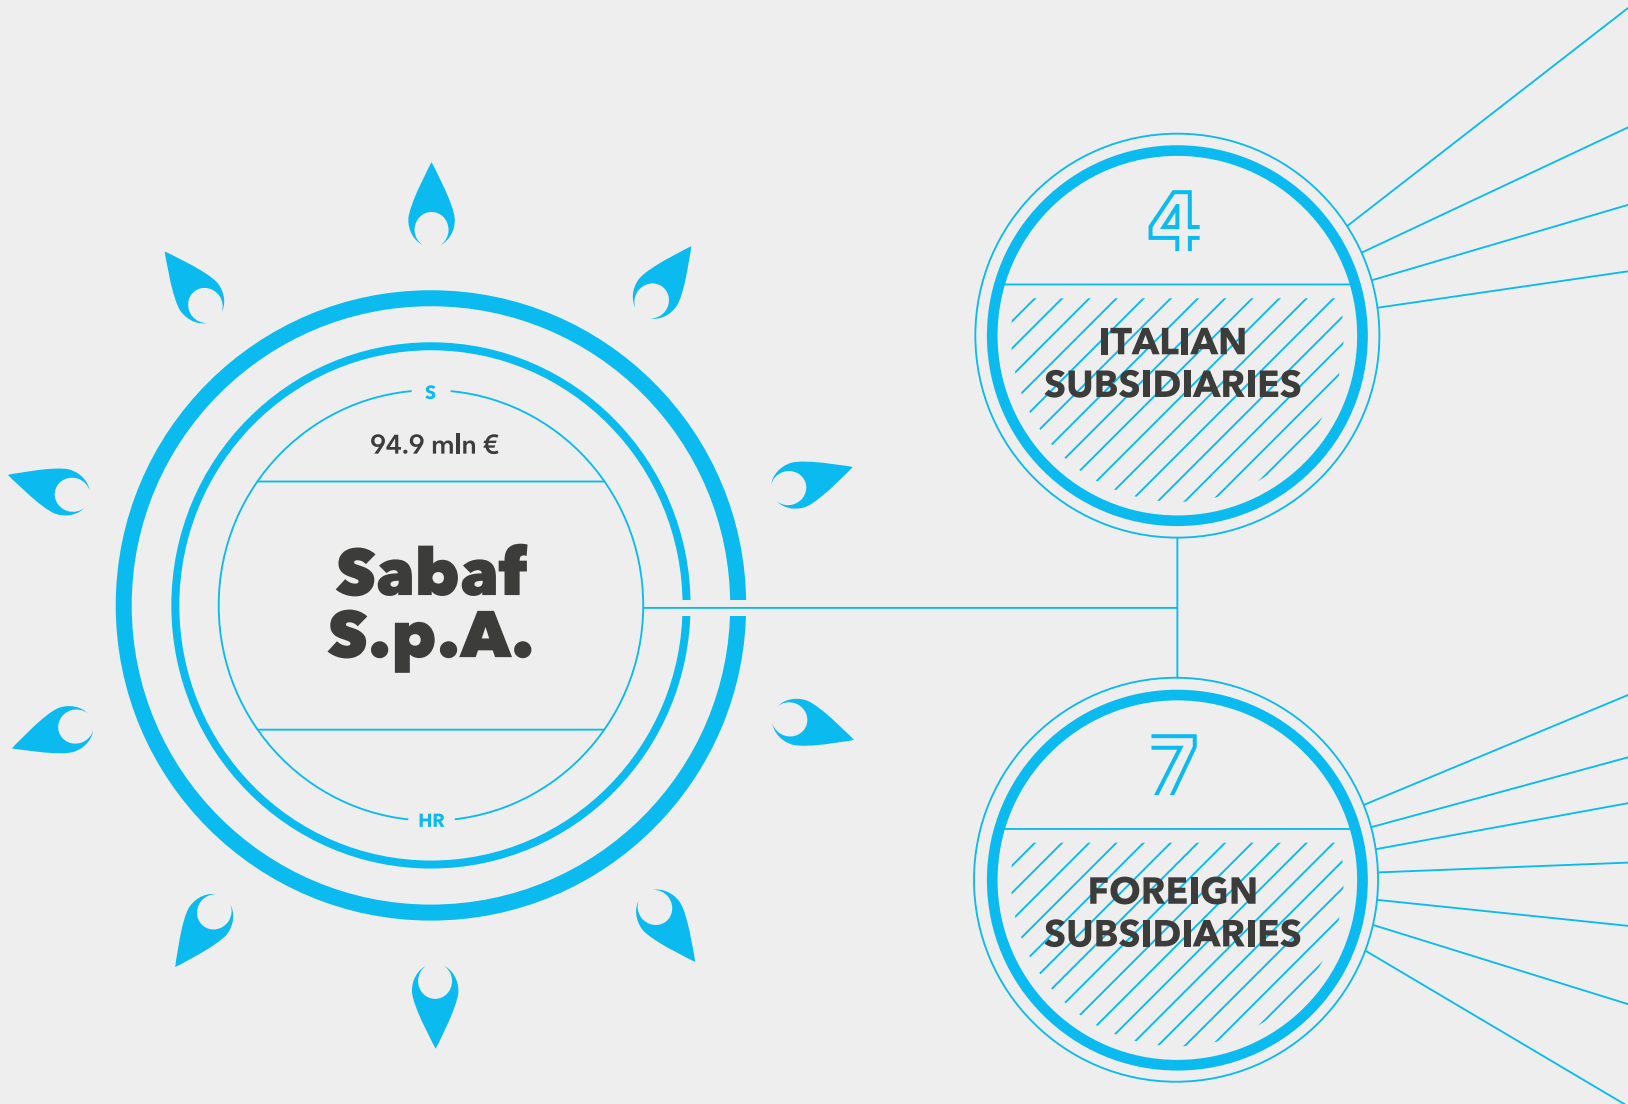 S
94.9 mln €
Sabaf
S.p.A.
HR
4
ITALIAN
SUBSIDIARIES
7
FOREIGN
SUBSIDIARIES